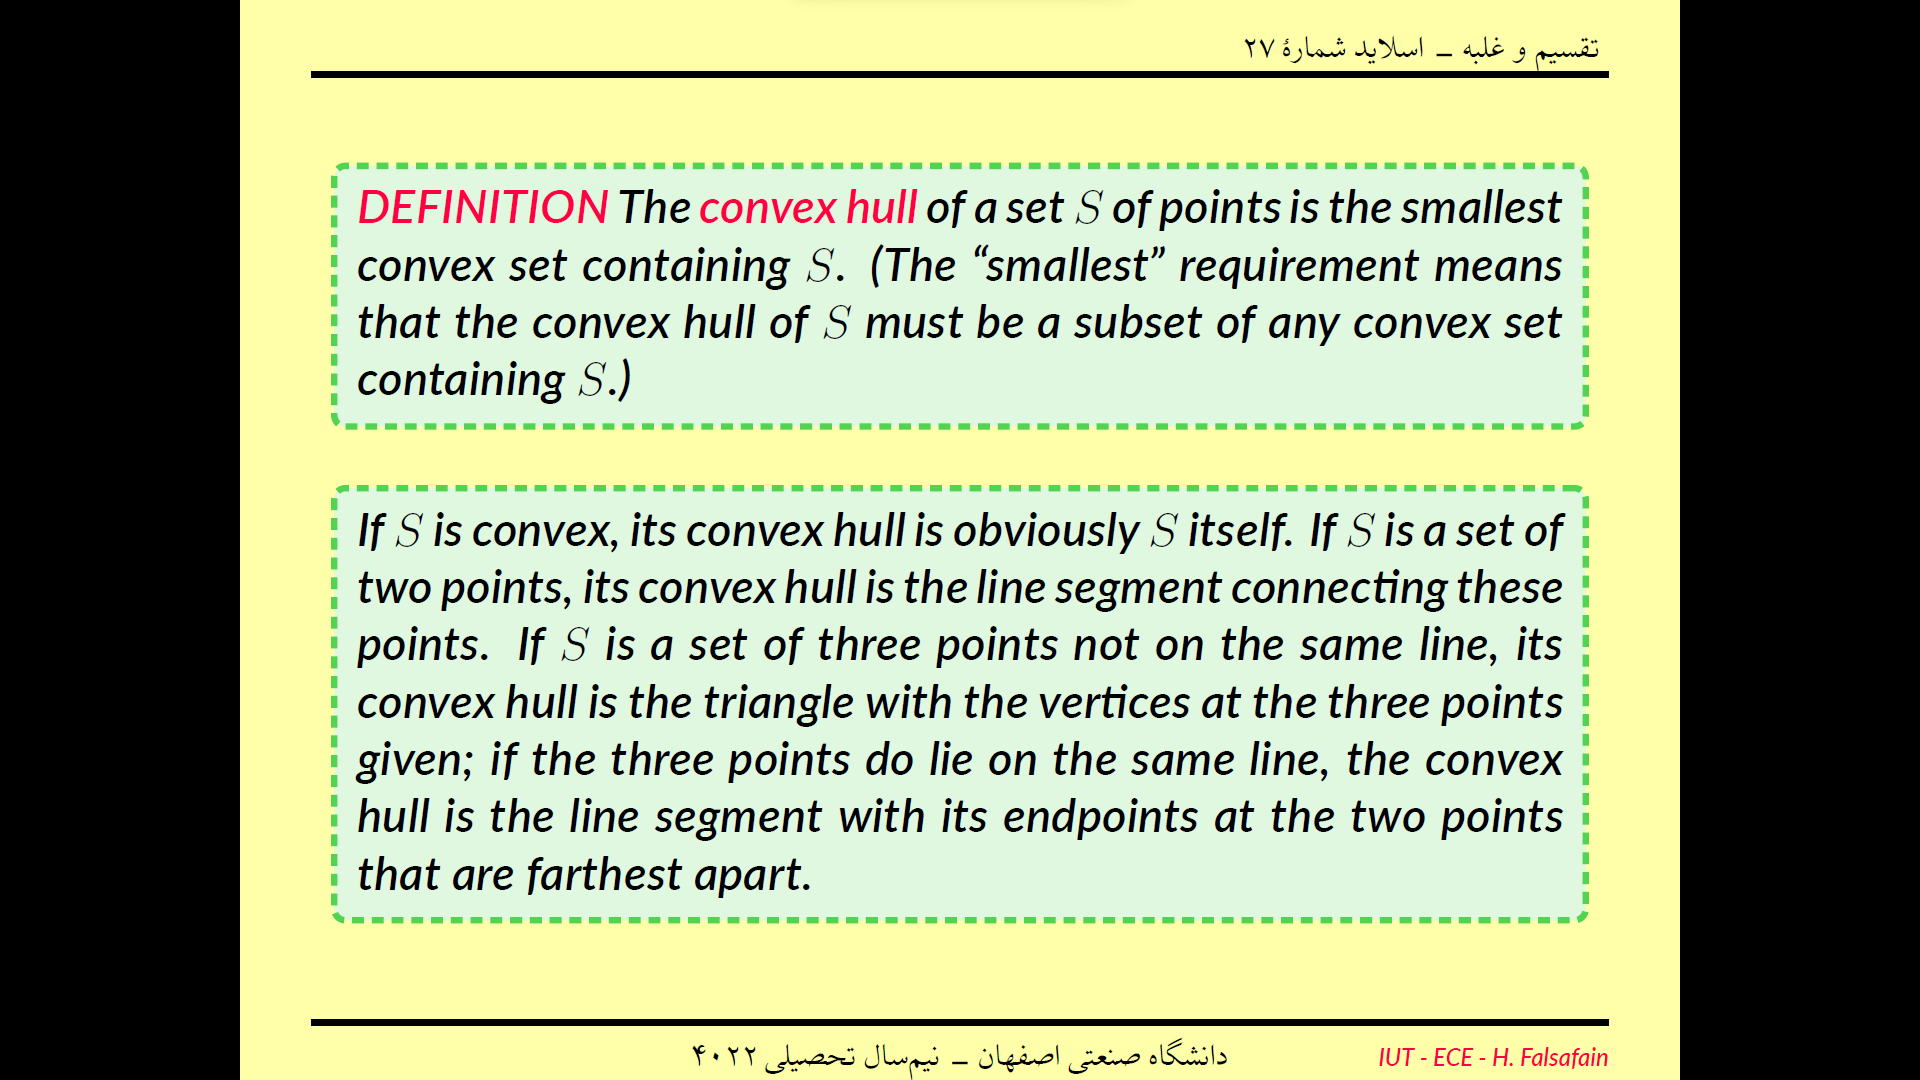 تقسیم و غلبه – اسلاید شمارهٔ ۲۷
DEFINITION The convex hull of a set S of points is the smallest
convex set containing S. (The “smallest” requirement means
that the convex hull of S must be a subset of any convex set
containing S.)
If S is convex, its convex hull is obviously S itself. If S is a set of
two points, its convex hull is the line segment connecting these
points. If S is a set of three points not on the same line, its
convex hull is the triangle with the vertices at the three points
given; if the three points do lie on the same line, the convex
hull is the line segment with its endpoints at the two points
that are farthest apart.
دانشگاه صنعتی اصفهان – نیم‌سال تحصیلی ۴۰۲۲
IUT - ECE - H. Falsafain